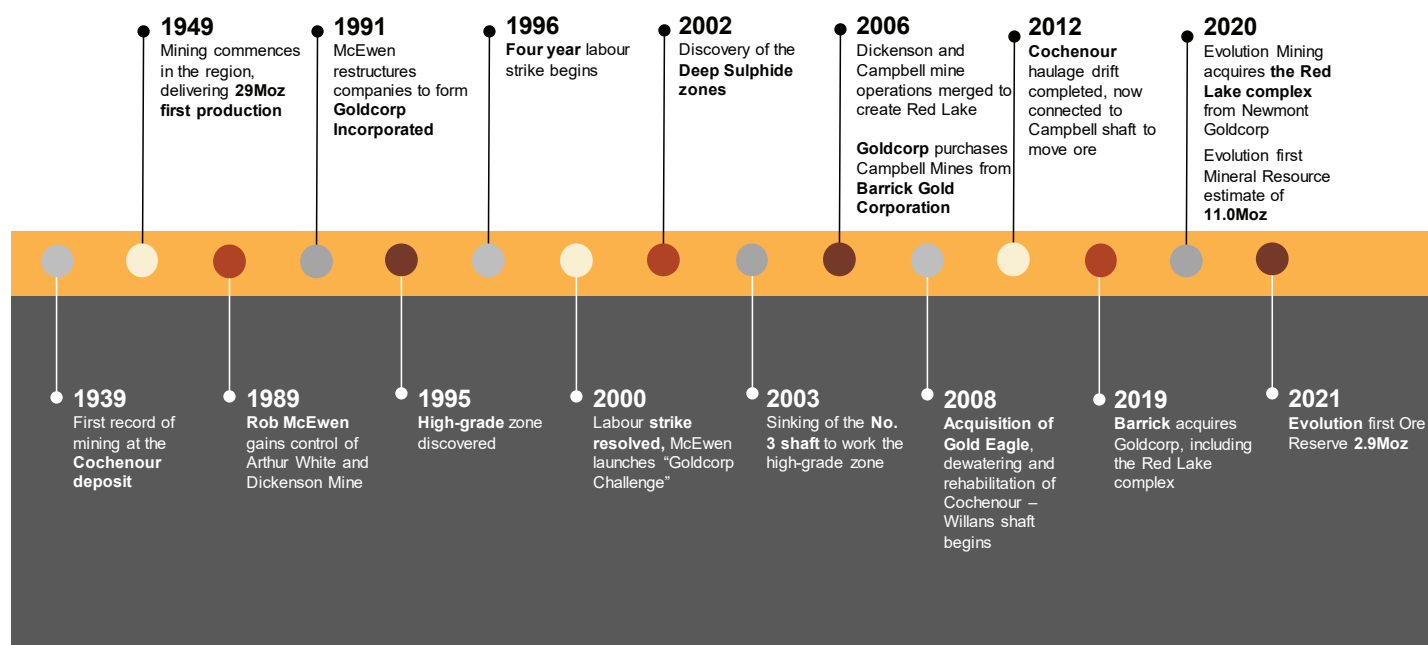 1949
Mining commences
in the region,
delivering 29Moz
first production
1991
McEwen
restructures
companies to form
Goldcorp
Incorporated
1996
Four year labour
strike begins
2002
Discovery of the
Deep Sulphide
zones
2006
Dickenson and
Campbell mine
operations merged to
create Red Lake
Goldcorp purchases
Campbell Mines from
Barrick Gold
Corporation
2012
Cochenour
haulage drift
completed, now
connected to
Campbell shaft to
move ore
2020
Evolution Mining
acquires the Red
Lake complex
from Newmont
Goldcorp
Evolution first
Mineral Resource
estimate of
11.0Moz
1939
First record of
mining at the
Cochenour
deposit
1989
Rob McEwen
gains control of
Arthur White and
Dickenson Mine
1995
High-grade zone
discovered
2000
Labour strike
resolved, McEwen
launches “Goldcorp
Challenge”
2003
Sinking of the No.
3 shaft to work the
high-grade zone
2008
Acquisition of
Gold Eagle,
dewatering and
rehabilitation of
Cochenour –
Willans shaft
begins
2019
Barrick acquires
Goldcorp, including
the Red Lake
complex
2021
Evolution first Ore
Reserve 2.9Moz